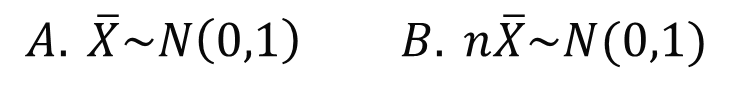 A. X̄~N(0,1) B. nX̄~N(0,1)